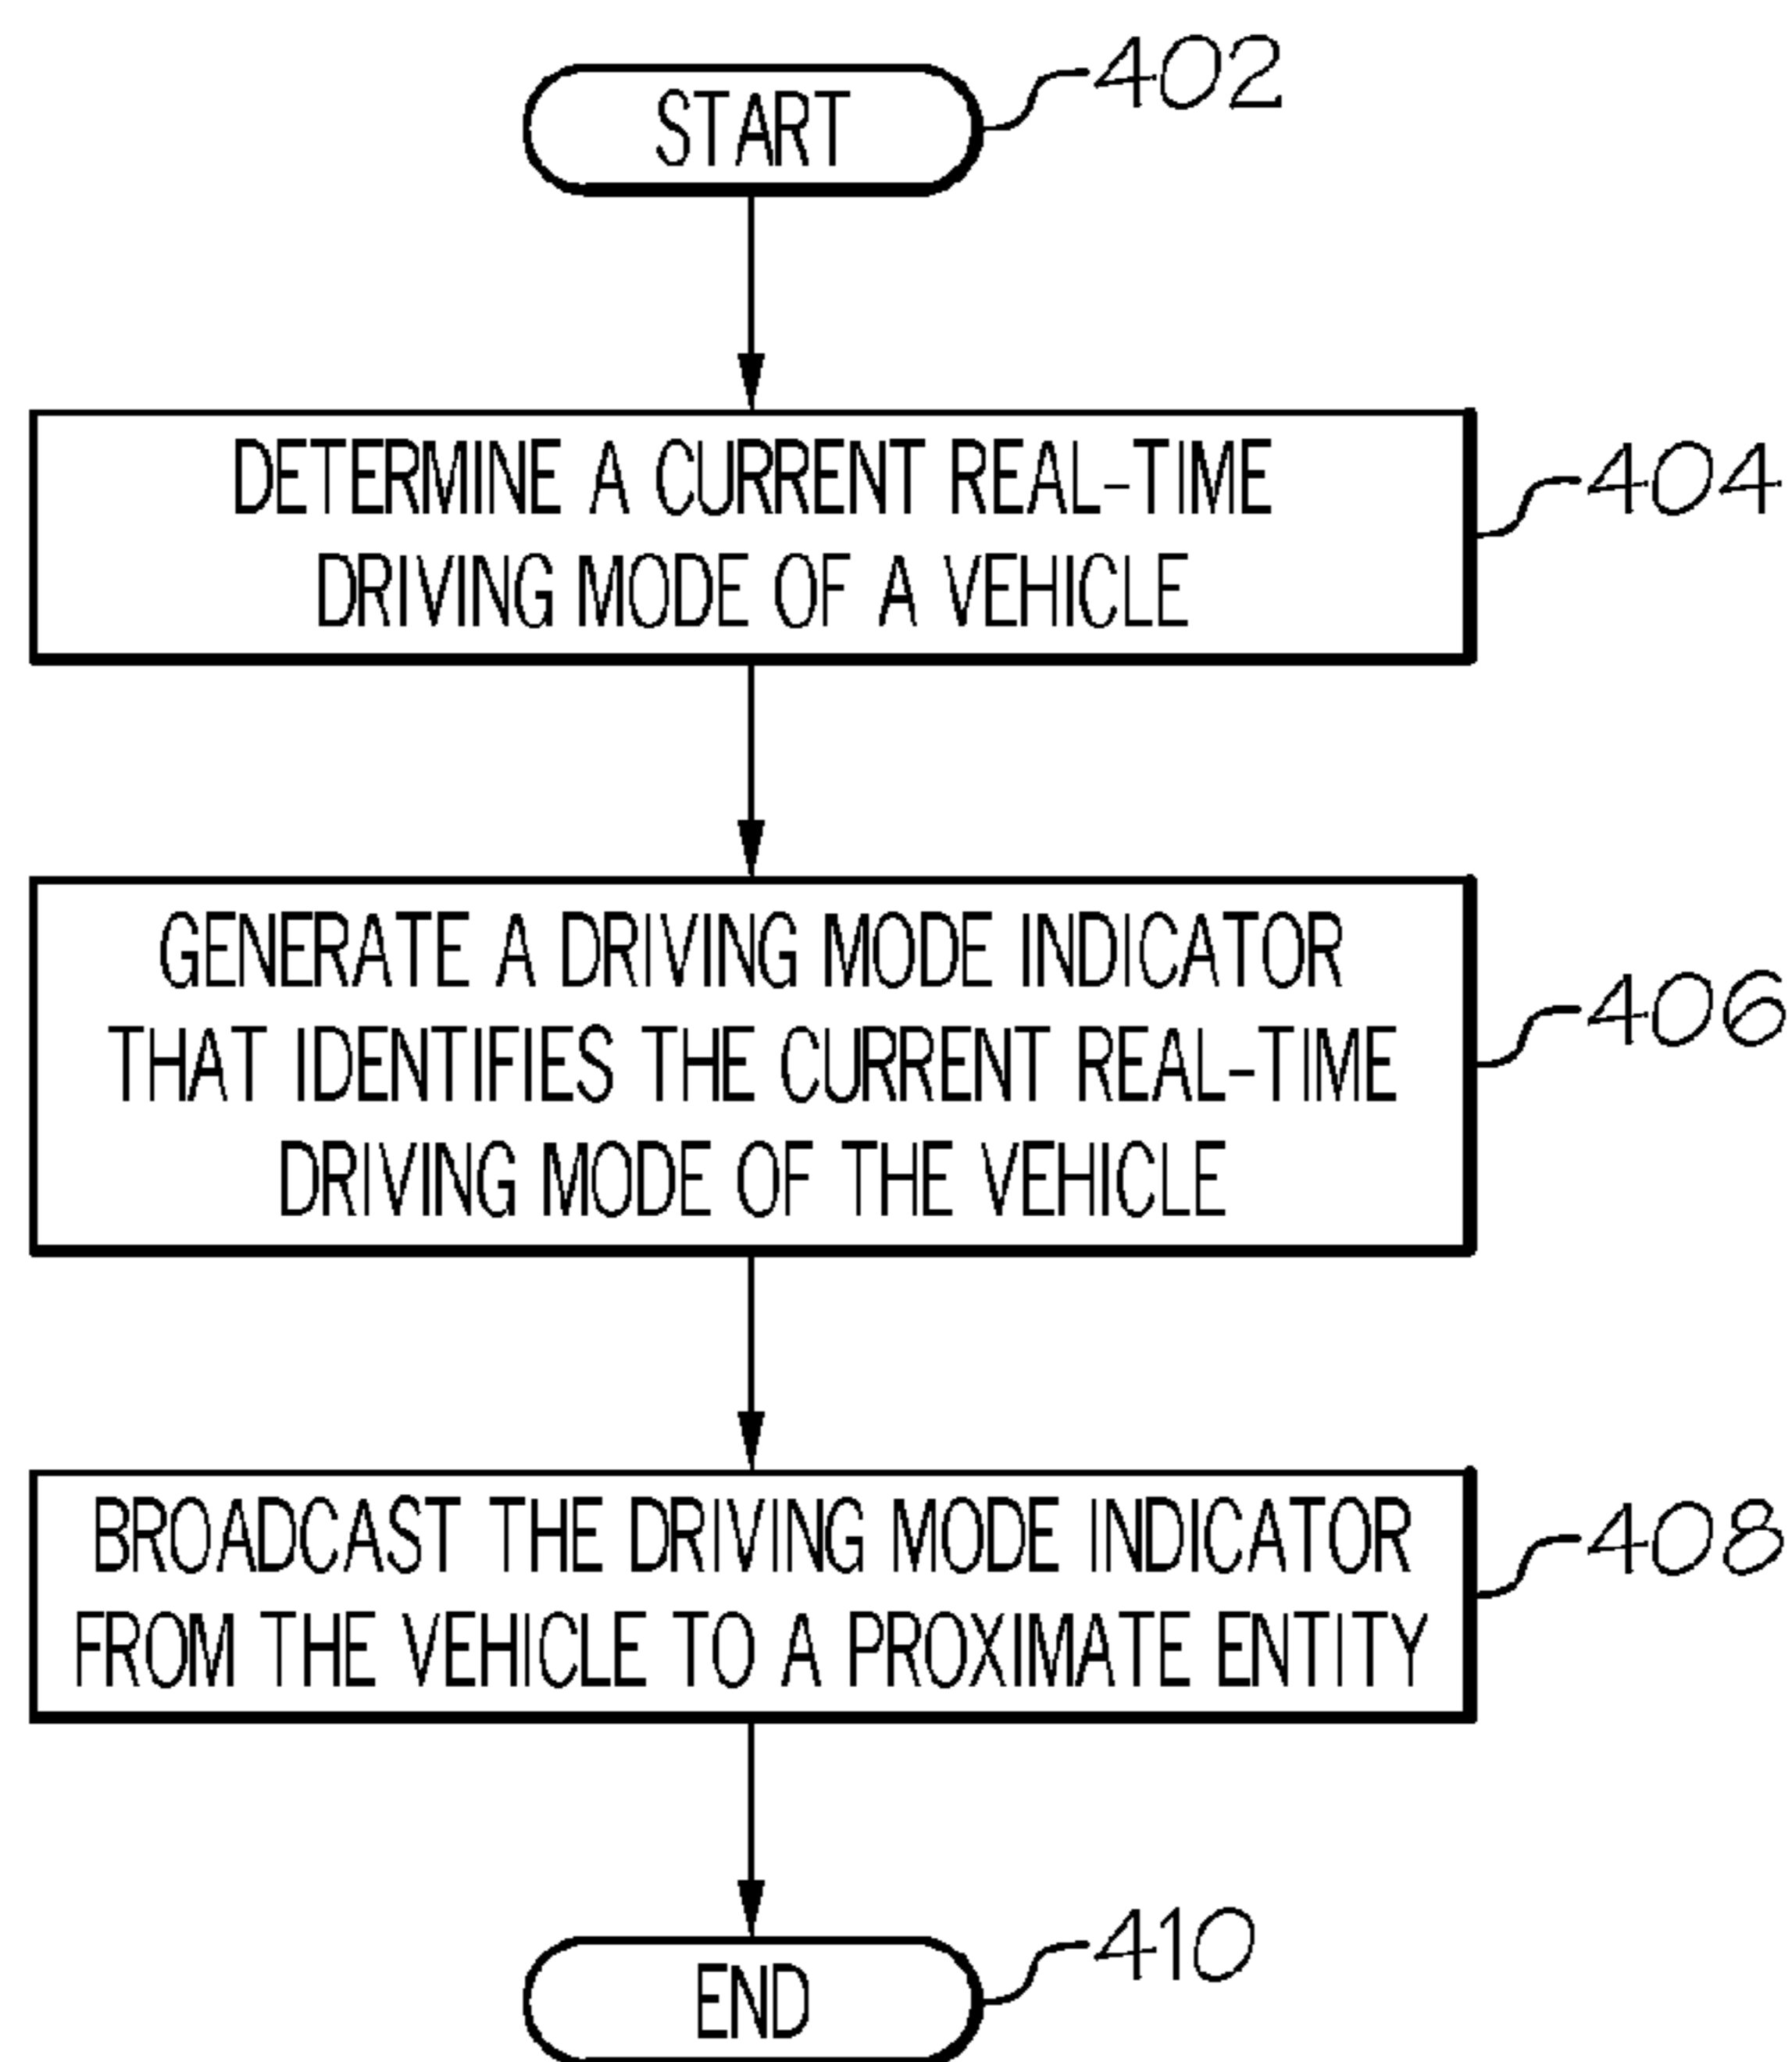 START
402
DETERMINE A CURRENT REAL-TIME
DRIVING MODE OF A VEHICLE
404
GENERATE A DRIVING MODE INDICATOR
THAT IDENTIFIES THE CURRENT REAL-TIME
DRIVING MODE OF THE VEHICLE
406
BROADCAST THE DRIVING MODE INDICATOR
FROM THE VEHICLE TO A PROXIMATE ENTITY
408
END
410